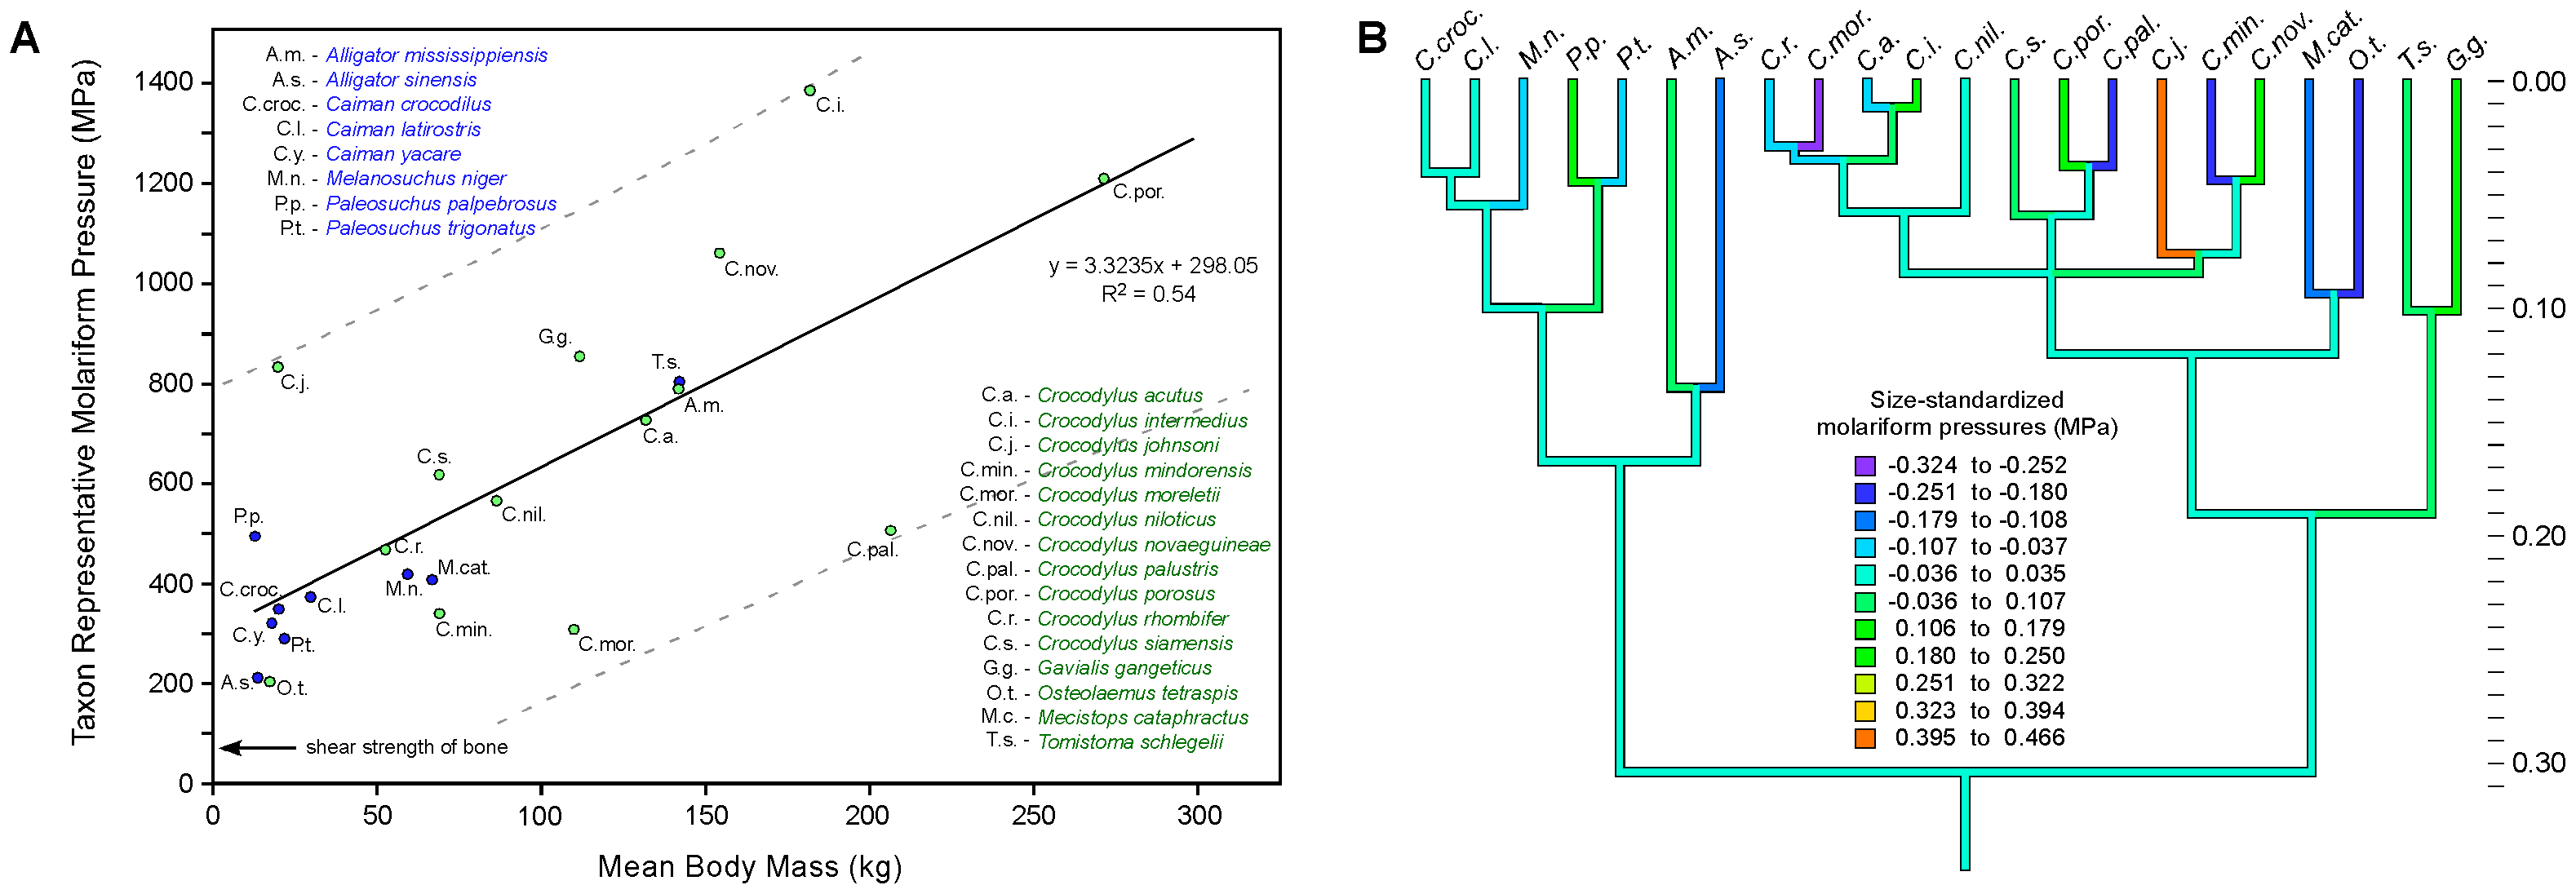 A
Taxon Representative Molariform Pressure (MPa)
1400
1200
1000
800
600
400
200
0
A.m. - Alligator mississippiensis
A.s. - Alligator sinensis
C.croc. - Caiman crocodilus
C.l. - Caiman latirostris
C.y. - Caiman yacare
M.n. - Melanosuchus niger
P.p. - Paleosuchus palpebrosus
P.t. - Paleosuchus trigonatus
C.i.
C.por.
C.nov.
y = 3.3235x + 298.05
R2 = 0.54
G.g.
T.s.
C.j.
A.m.
C.a.
C.s.
C.nil.
P.p.
C.r.
C.pal.
M.cat.
M.n.
C.croc.
C.l.
C.min.
C.y.
P.t.
C.mor.
A.s.
O.t.
C.a. - Crocodylus acutus
C.i. - Crocodylus intermedius
C.j. - Crocodylus johnsoni
C.min. - Crocodylus mindorensis
C.mor. - Crocodylus moreletii
C.nil. - Crocodylus niloticus
C.nov. - Crocodylus novaeguineae
C.pal. - Crocodylus palustris
C.por. - Crocodylus porosus
C.r. - Crocodylus rhombifer
C.s. - Crocodylus siamensis
G.g. - Gavialis gangeticus
O.t. - Osteolaemus tetraspis
M.c. - Mecistops cataphractus
T.s. - Tomistoma schlegelii
shear strength of bone
0 50 100 150 200 250 300
Mean Body Mass (kg)
B
C.croc. C.l. M.n. P.p. P.t. A.m. A.s. C.r. C.mor. C.a. C.i. C.nil. C.s. C.por. C.pal. C.j. C.min. C.nov. M.cat. O.t. T.s. G.g.
0.00
0.10
0.20
0.30
Size-standardized
molariform pressures (MPa)
-0.324 to -0.252
-0.251 to -0.180
-0.179 to -0.108
-0.107 to -0.037
-0.036 to 0.035
-0.036 to 0.107
0.106 to 0.179
0.180 to 0.250
0.251 to 0.322
0.323 to 0.394
0.395 to 0.466